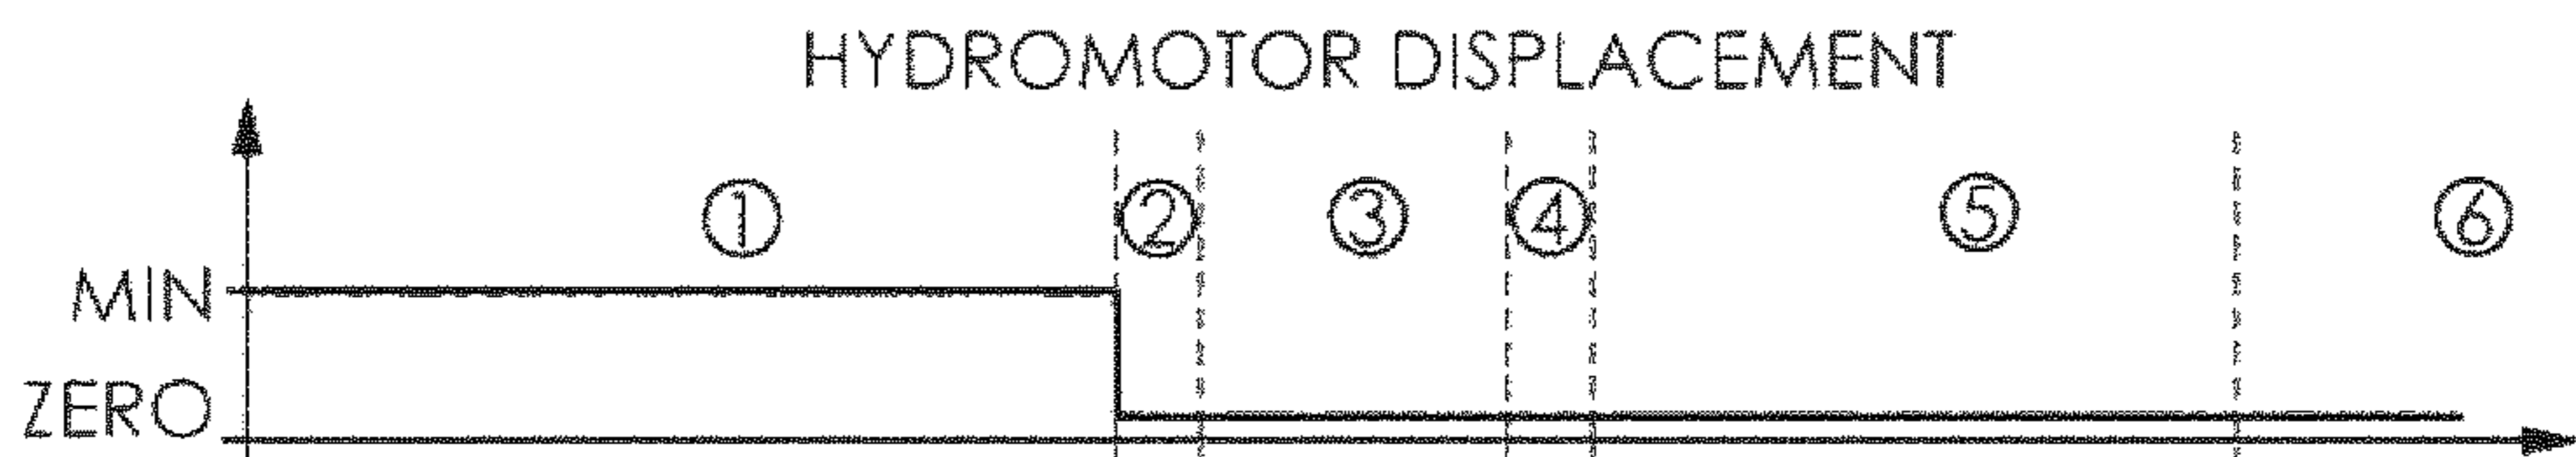 HYDROMOTOR DISPLACEMENT
① ② ③ ④ ⑤ ⑥
MIN
ZERO